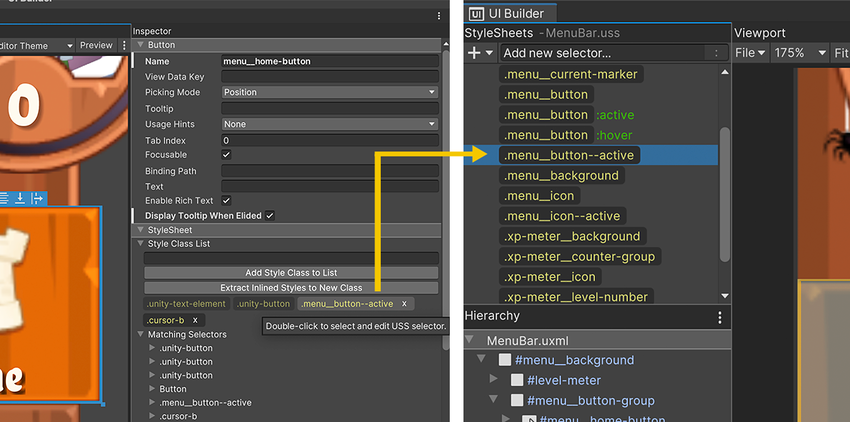 UI Builder
ditor Theme
Preview
0
ne
Inspector
Button
Name menu__home-button
View Data Key
Picking Mode Position
Tooltip
Usage Hints None
Tab Index 0
Focusable
Binding Path
Text
Enable Rich Text
Display Tooltip When Elided
StyleSheet
Style Class List
Add Style Class to List
Extract Inlined Styles to New Class
.unity-text-element .unity-button .menu__button--active x
.cursor-b x
Double-click to select and edit USS selector.
Matching Selectors
.unity-button
.unity-button
.unity-button
Button
.menu__button--active
.cursor-b
UI UI Builder
StyleSheets - MenuBar.uss
+ Add new selector...
.menu__current-marker
.menu__button
.menu__button :active
.menu__button :hover
.menu__button--active
.menu__background
.menu__icon
.menu__icon--active
.xp-meter__background
.xp-meter__counter-group
.xp-meter__icon
.xp-meter__level-number
Hierarchy
MenuBar.uxml
#menu__background
#level-meter
#menu__button-group
#menu__home-button
Viewport
File 175% Fit